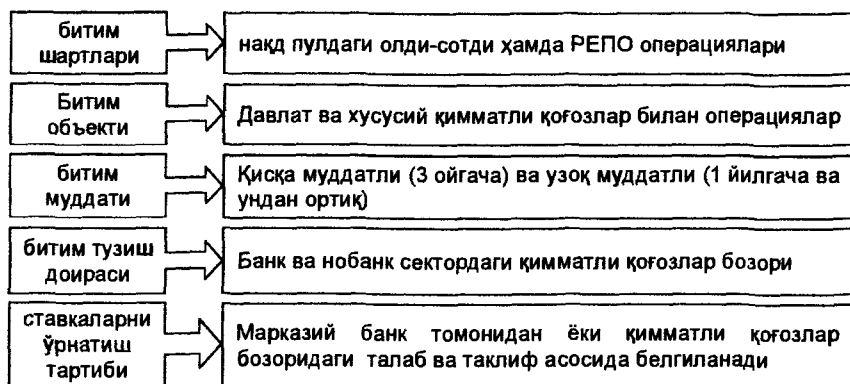 битим
шартлари
нақд пулдаги олди-сотди ҳамда РЕПО операциялари
Битим
объекти
Давлат ва хусусий қимматли қоғозлар билан операциялар
битим
муддати
Қисқа муддатли (3 ойгача) ва узоқ муддатли (1 йилгача ва
ундан ортиқ)
битим тузиш
доираси
Банк ва нобанк сектордаги қимматли қоғозлар бозори
ставкаларни
ўрнатиш
тартиби
Марказий банк томонидан ёки қимматли қоғозлар
бозоридаги талаб ва таклиф асосида белгиланади